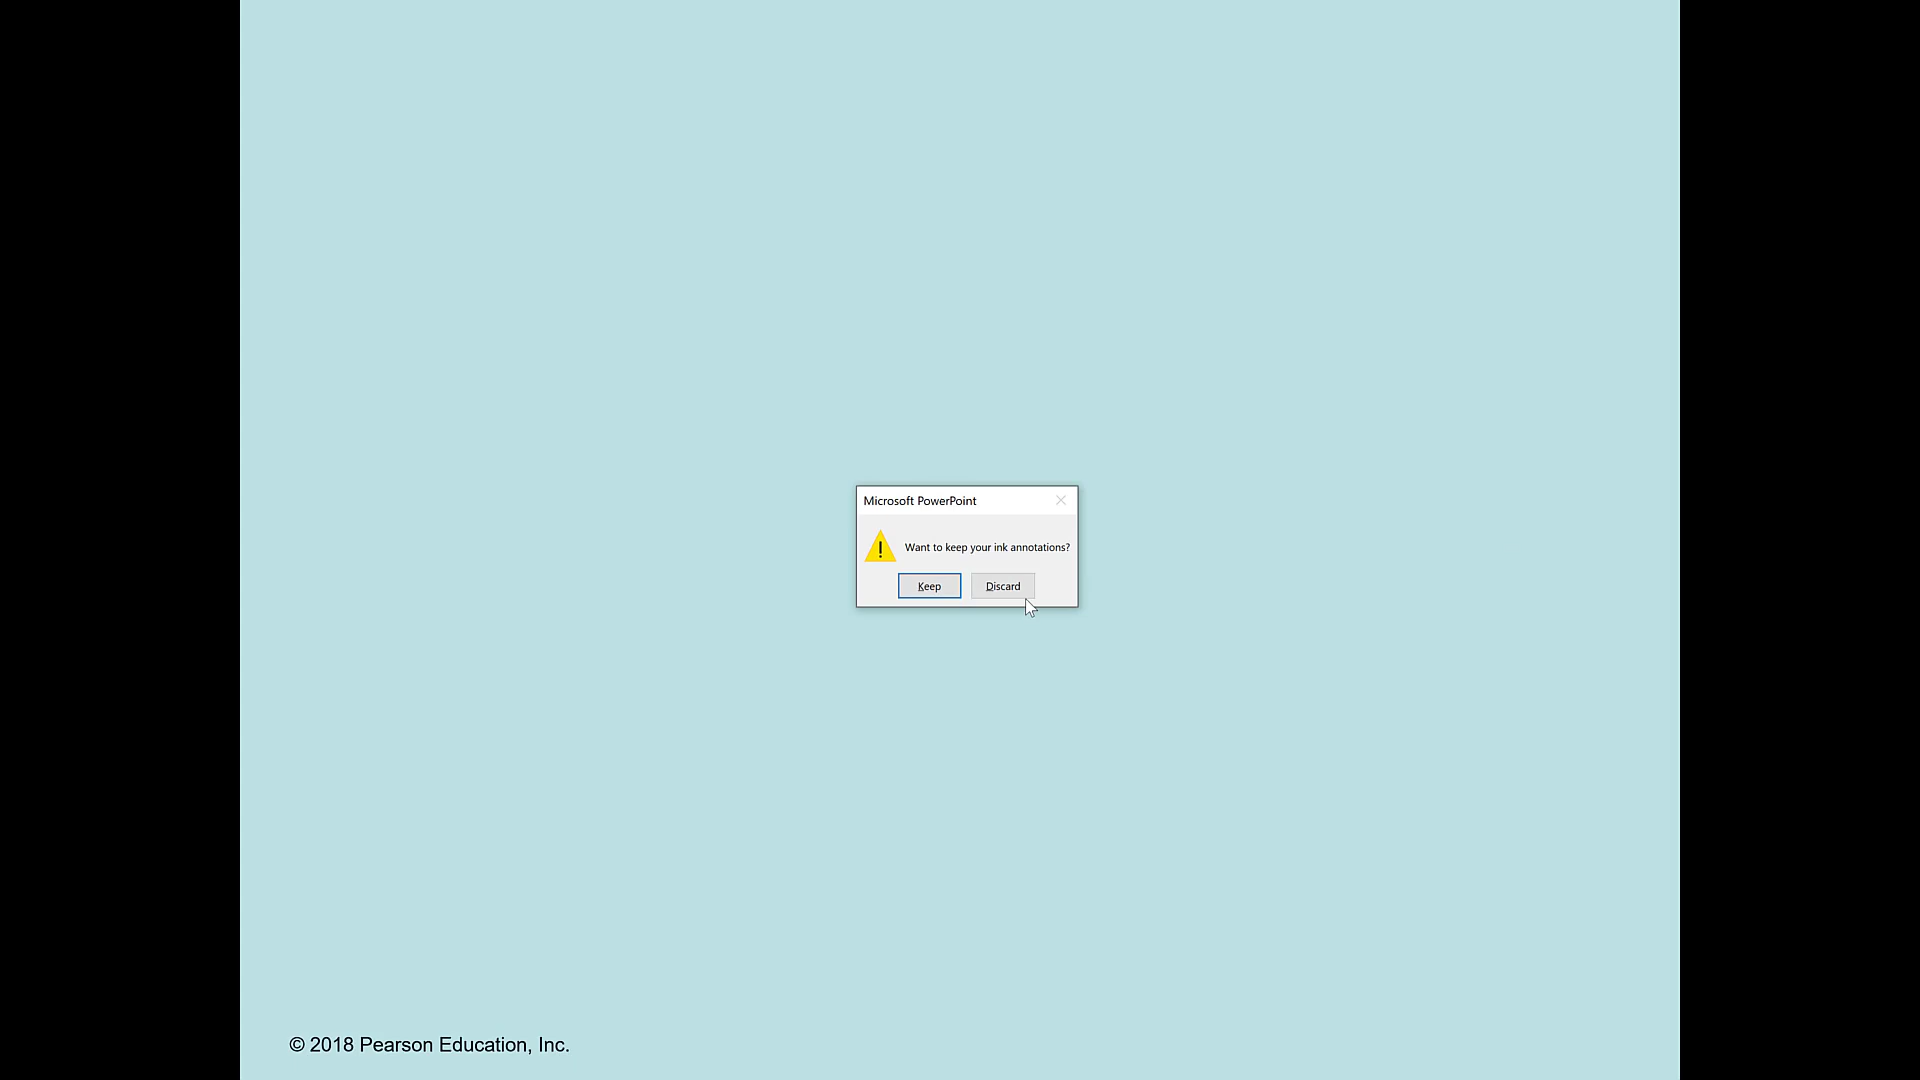 Microsoft PowerPoint
Want to keep your ink annotations?
Keep Discard
© 2018 Pearson Education, Inc.